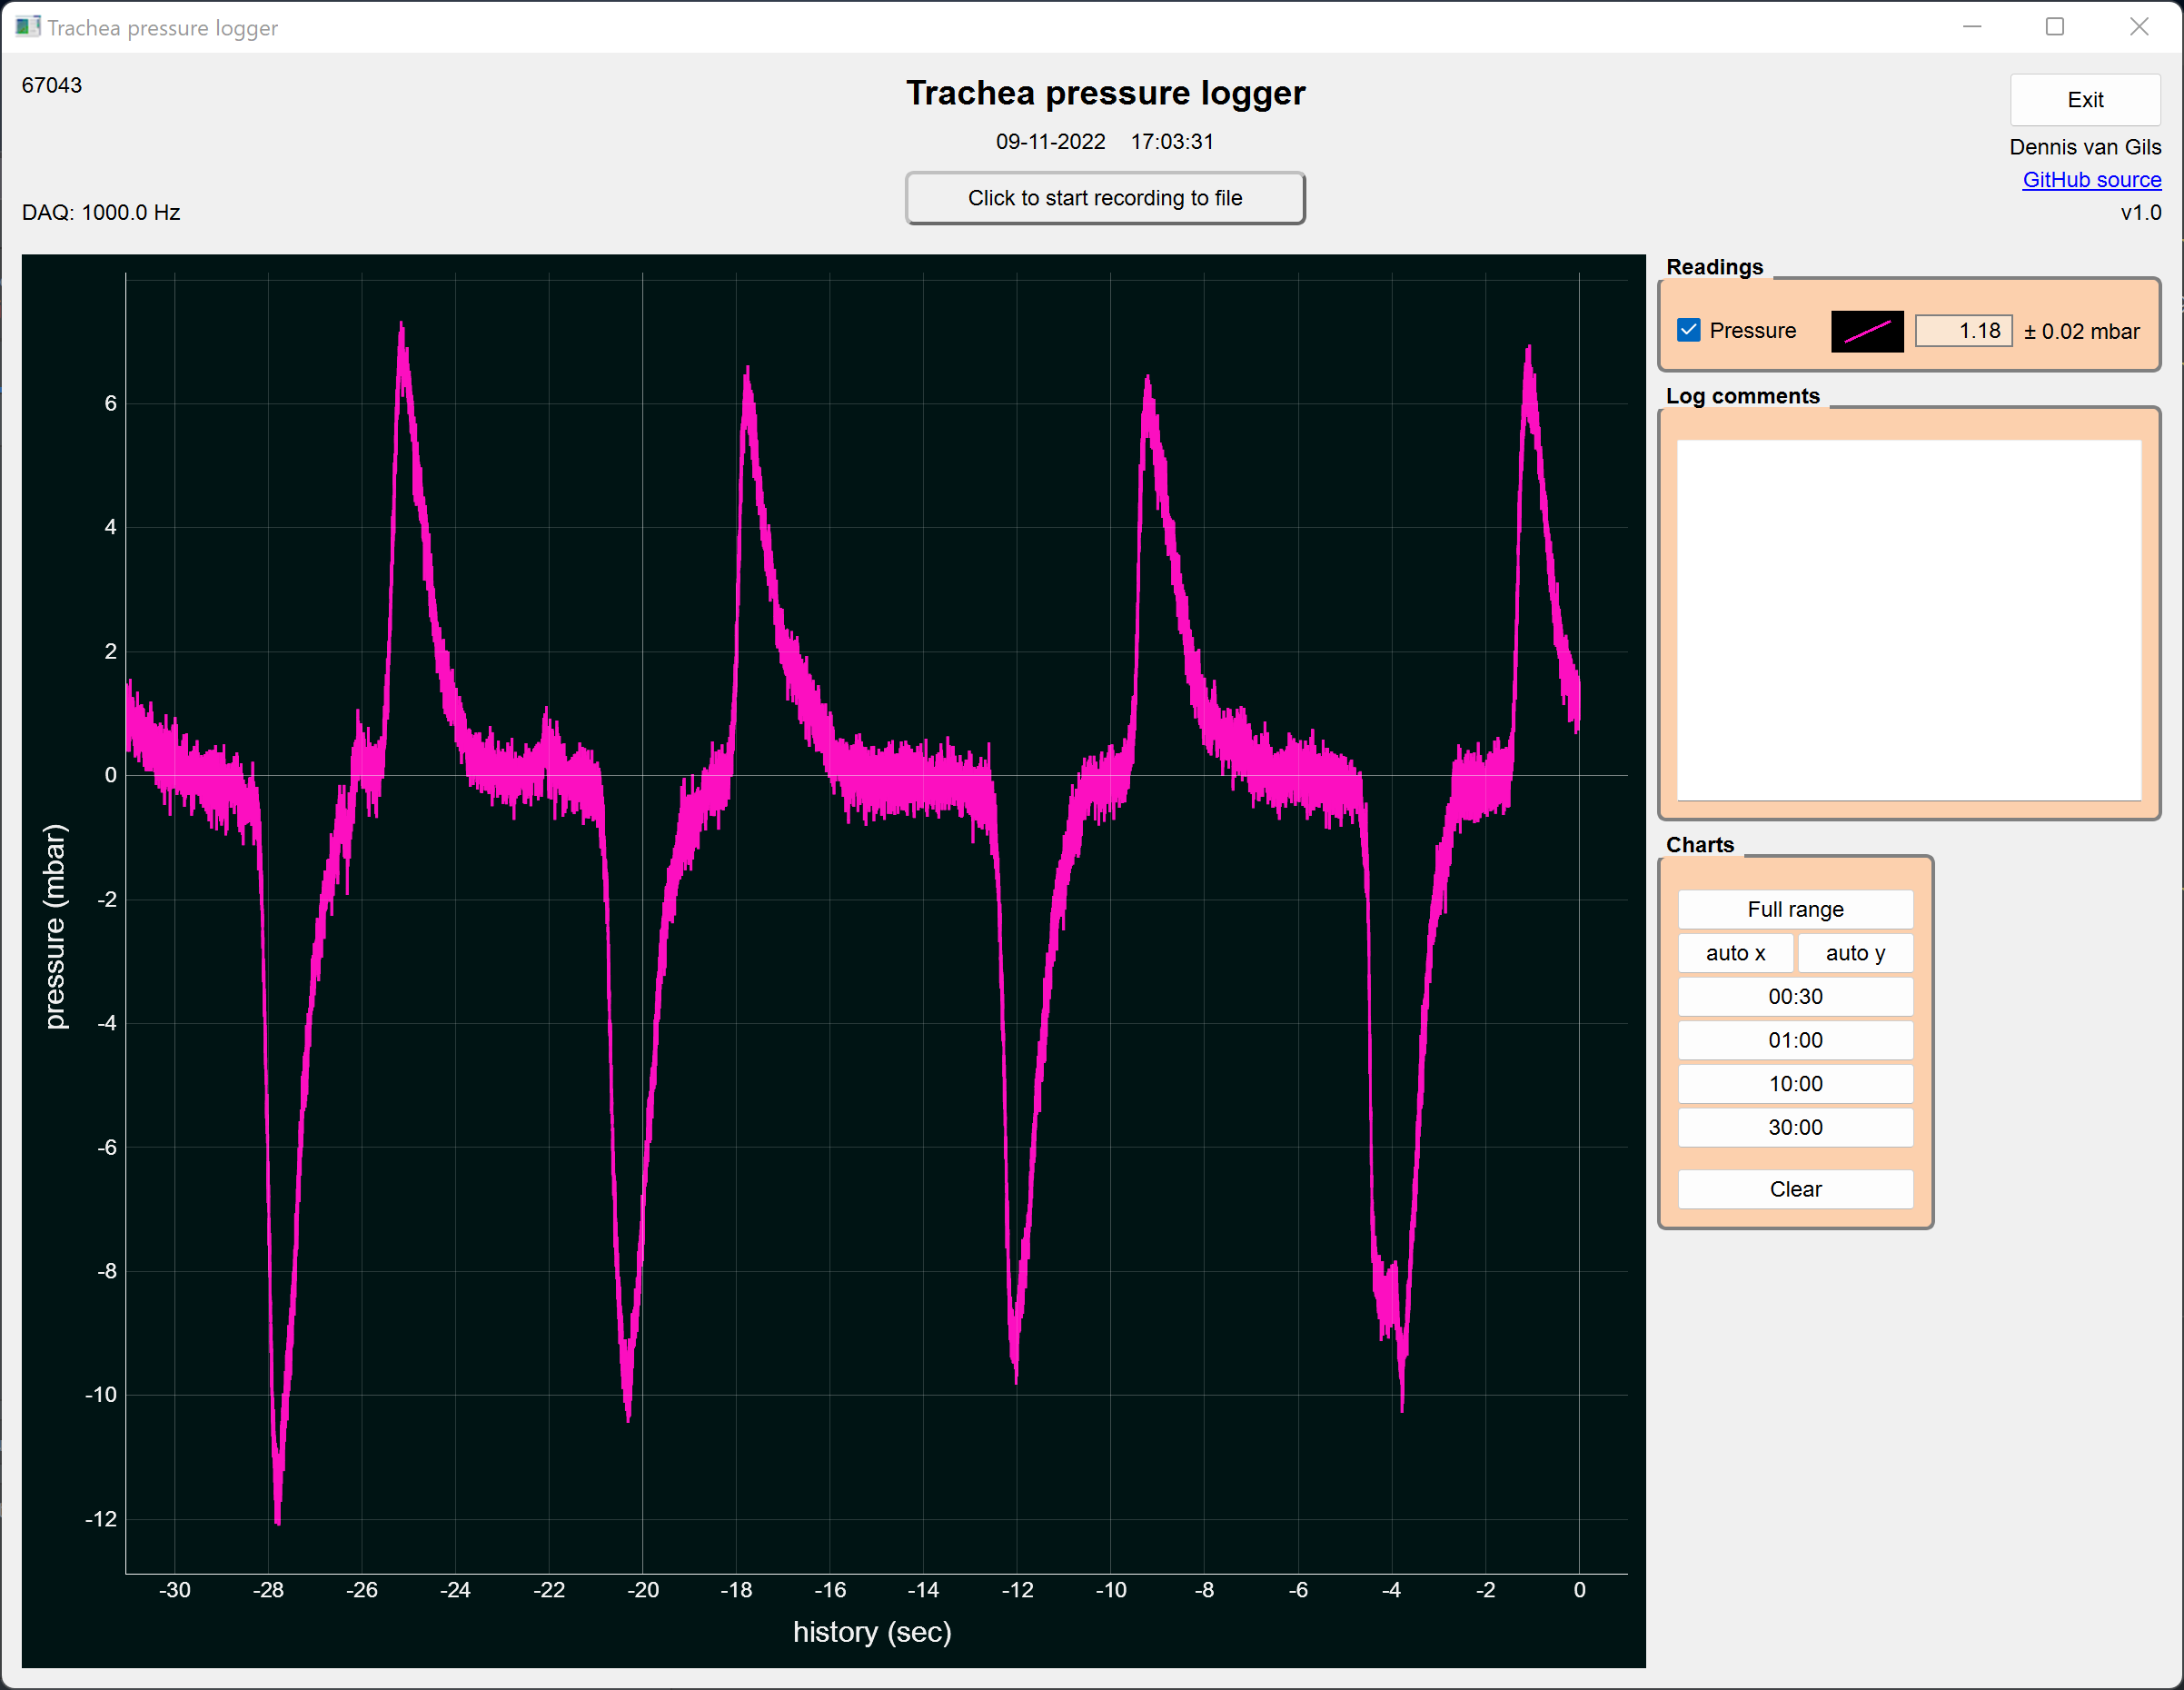 Trachea pressure logger
67043
Trachea pressure logger
09-11-2022 17:03:31
Click to start recording to file
DAQ: 1000.0 Hz
Exit
Dennis van Gils
GitHub source
v1.0
6
4
2
0
-2
-4
-6
-8
-10
-12
pressure (mbar)
-30 -28 -26 -24 -22 -20 -18 -16 -14 -12 -10 -8 -6 -4 -2 0
history (sec)
Readings
Pressure 1.18 ± 0.02 mbar
Log comments
Charts
Full range
auto x auto y
00:30
01:00
10:00
30:00
Clear